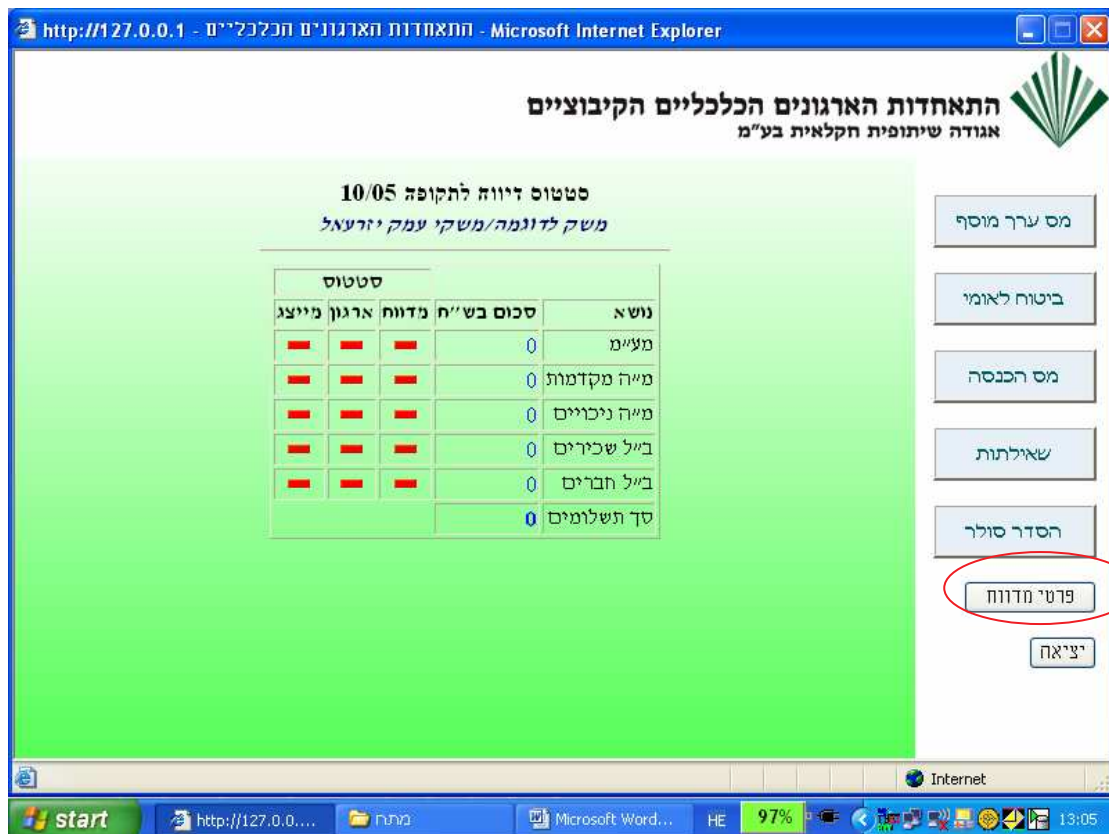 http://127.0.0.1 - התאחדות הארגונים הכלכליים - Microsoft Internet Explorer
התאחדות הארגונים הכלכליים הקיבוציים
אגודה שיתופית חקלאית בע"מ
סטטוס דיווח לתקופה 10/05
משק לדוגמה/משקי עמק יזרעאל
סטטוס
נושא סכום בש''ח מדווח ארגון מייצג
מע"מ 0
מ"ה מקדמות 0
מ"ה ניכויים 0
ב"ל שכירים 0
ב"ל חברים 0
סך תשלומים 0
מס ערך מוסף
ביטוח לאומי
מס הכנסה
שאילתות
הסדר סולר
פרטי מדווח
יציאה
Internet
start http://127.0.0.... מתח Microsoft Word... HE 97% 13:05